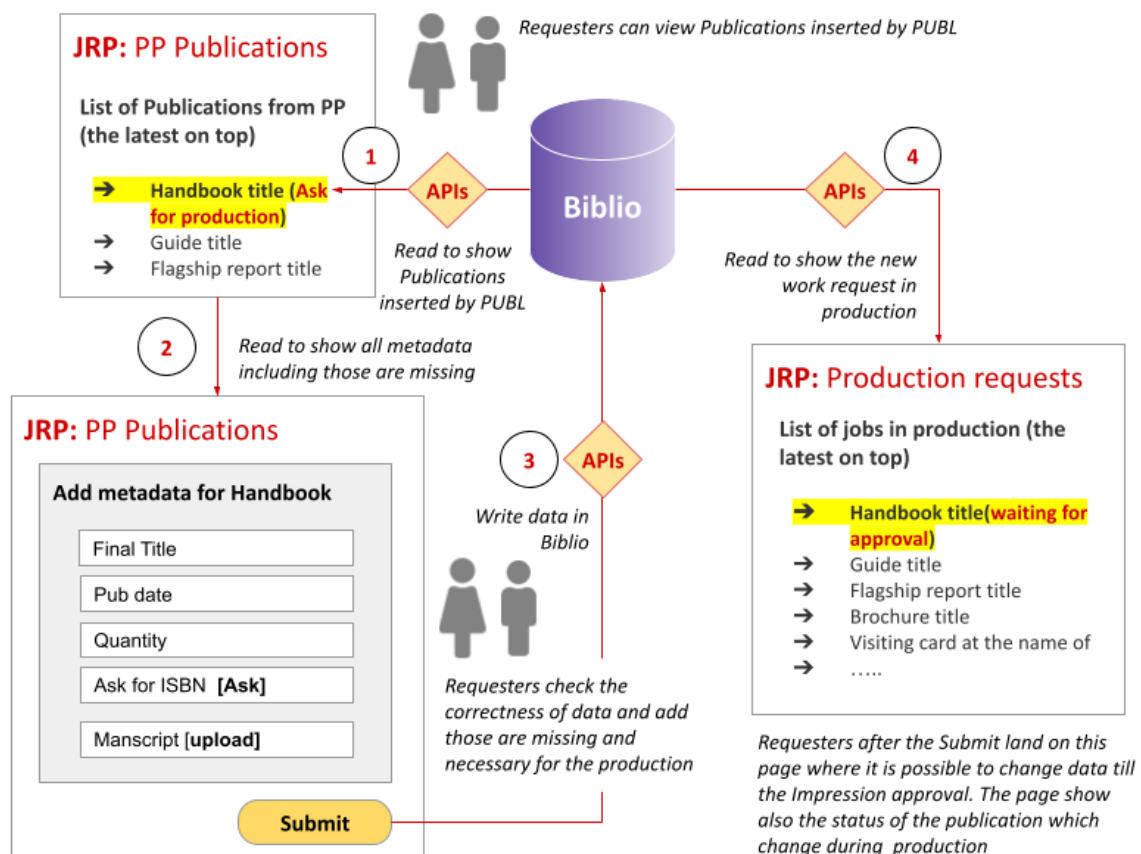 Requesters can view Publications inserted by PUBL
JRP: PP Publications
List of Publications from PP
(the latest on top)
➔ Handbook title (Ask
for production)
➔ Guide title
➔ Flagship report title
1
APIs
Biblio
APIs
4
Read to show
Publications
inserted by PUBL
Read to show the new
work request in
production
2
Read to show all metadata
including those are missing
JRP: PP Publications
Add metadata for Handbook
Final Title
Pub date
Quantity
Ask for ISBN [Ask]
Manscript [upload]
Submit
3
APIs
Write data in
Biblio
Requesters check the
correctness of data and add
those are missing and
necessary for the production
JRP: Production requests
List of jobs in production (the
latest on top)
➔ Handbook title(waiting for
approval)
➔ Guide title
➔ Flagship report title
➔ Brochure title
➔ Visiting card at the name of
➔ …..
Requesters after the Submit land on this
page where it is possible to change data till
the Impression approval. The page show
also the status of the publication which
change during production